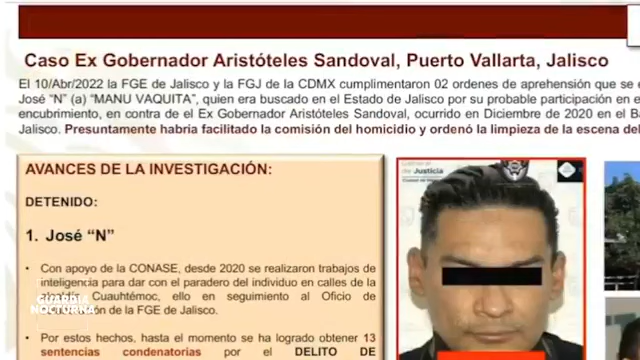 Caso Ex Gobernador Aristóteles Sandoval, Puerto Vallarta, Jalisco
El 10/Abr/2022 la FGE de Jalisco y la FGJ de la CDMX cumplimentaron 02 ordenes de aprehensión que se e
José "N" (a) "MANU VAQUITA", quien era buscado en el Estado de Jalisco por su probable participación en e
encubrimiento, en contra de el Ex Gobernador Aristóteles Sandoval, ocurrido en Diciembre de 2020 en el Ba
Jalisco. Presuntamente habría facilitado la comisión del homicidio y ordenó la limpieza de la escena del
AVANCES DE LA INVESTIGACIÓN:
DETENIDO:
1. José "N"
• Con apoyo de la CONASE, desde 2020 se realizaron trabajos de
inteligencia para dar con el paradero del individuo en calles de la
Cuauhtémoc, ello en seguimiento al Oficio de
de la FGE de Jalisco.
• Por estos hechos, hasta el momento se ha logrado obtener 13
sentencias condenatorias por el DELITO DE
de Justicia
GUARDIA
NOCTURNA